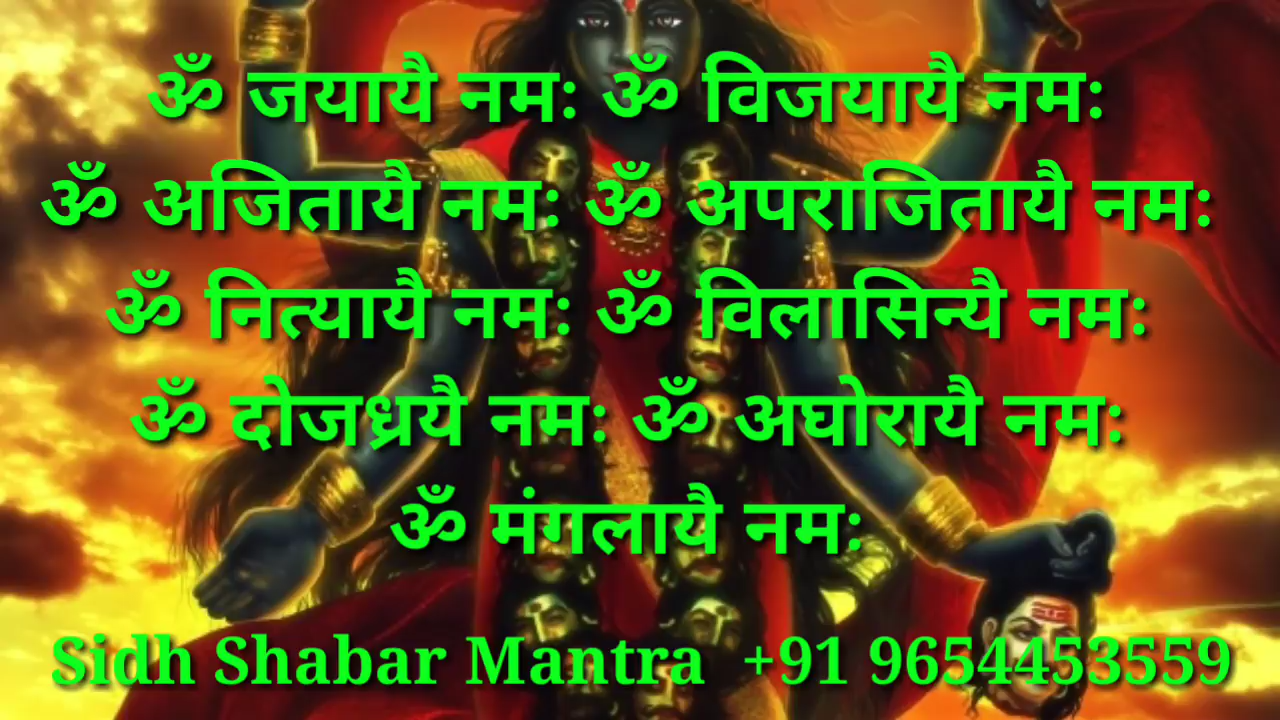 ॐ जयायै नमः ॐ विजयायै नमः
ॐ अजितायै नमः ॐ अपराजितायै नमः
ॐ नित्यायै नमः ॐ विलासिन्यै नमः
ॐ दोजध्रयै नमः ॐ अघोरायै नमः
ॐ मंगलायै नमः
Sidh Shabar Mantra +91 9654453559